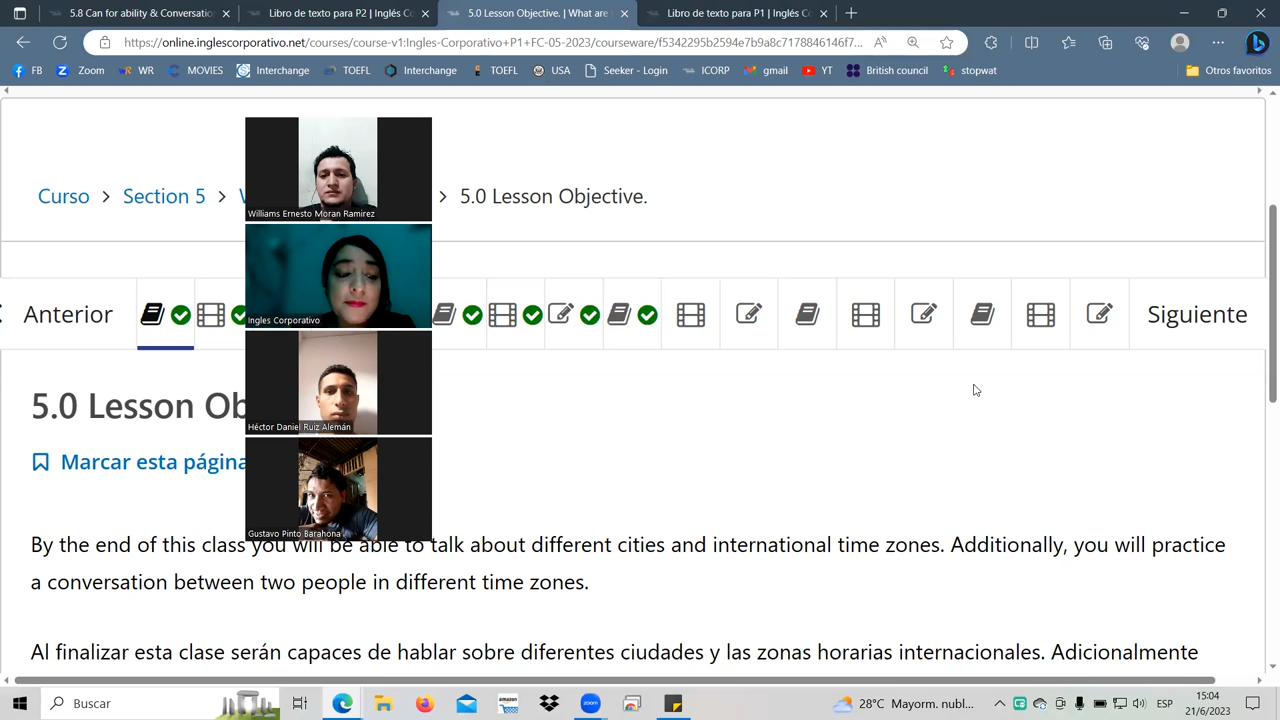 5.8 Can for ability & Conversation
Libro de texto para P2 | Inglés C
5.0 Lesson Objective. | What are
Libro de texto para P1 | Inglés C
https://online.inglescorporativo.net/courses/course-v1:Ingles-Corporativo+P1+FC-05-2023/courseware/f5342295b2594e7b9a8c7178846146f7...
FB
Zoom
WR
MOVIES
Interchange
TOEFL
Interchange
TOEFL
USA
Seeker - Login
ICORP
gmail
YT
British council
stopwat
Otros favoritos
Curso > Section 5 > > 5.0 Lesson Objective.
Williams Ernesto Moran Ramirez
Anterior
Siguiente
Ingles Corporativo
5.0 Lesson Ob
Héctor Daniel Ruiz Alemán
Marcar esta página
Gustavo Pinto Barahona
By the end of this class you will be able to talk about different cities and international time zones. Additionally, you will practice
a conversation between two people in different time zones.
Al finalizar esta clase serán capaces de hablar sobre diferentes ciudades y las zonas horarias internacionales. Adicionalmente
Buscar
28°C Mayorm. nubl...
ESP
15:04
21/6/2023